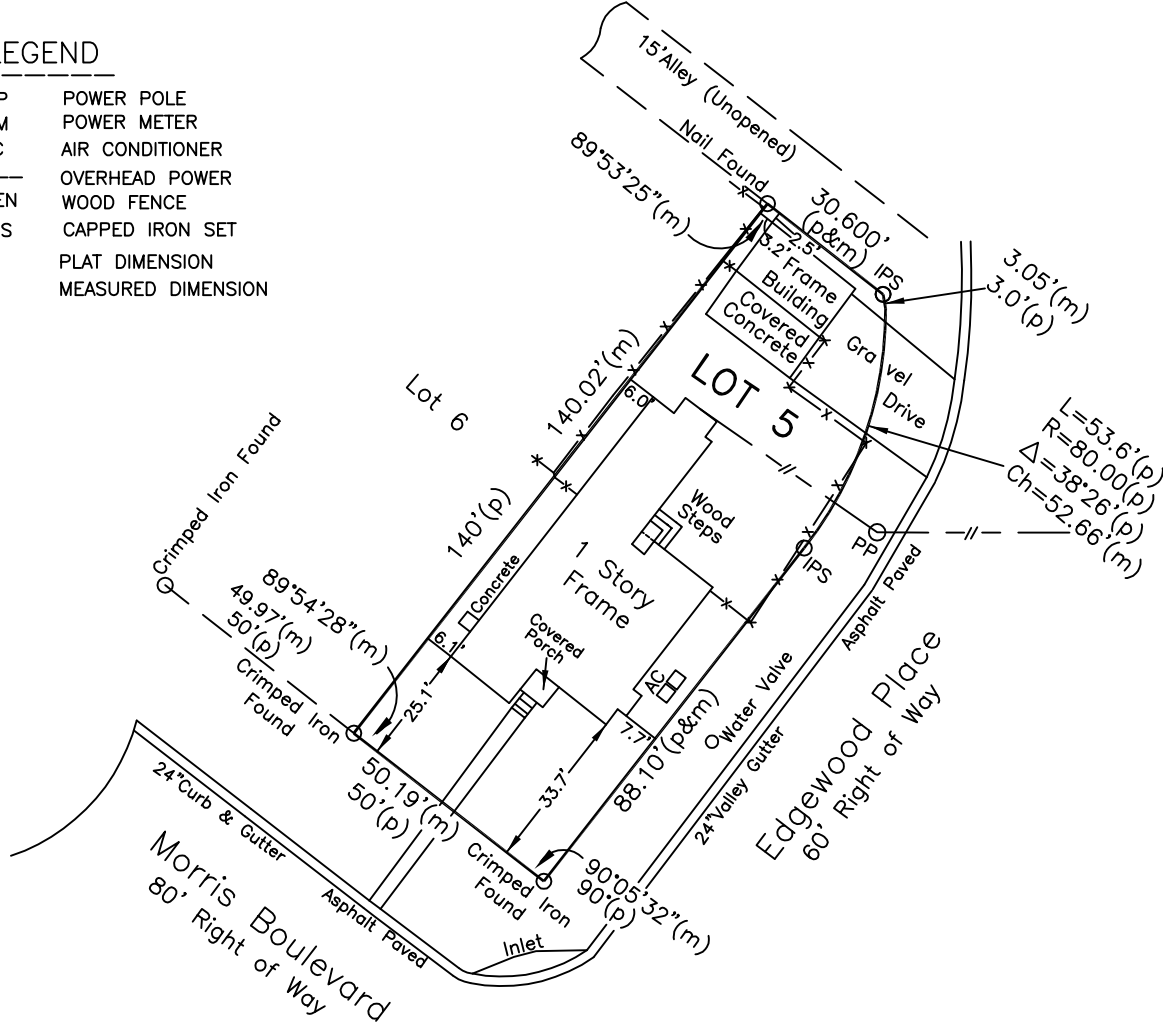 LEGEND
P POWER POLE
M POWER METER
C AIR CONDITIONER
OVERHEAD POWER
EN WOOD FENCE
S CAPPED IRON SET
PLAT DIMENSION
MEASURED DIMENSION
15'Alley (Unopened)
Nail Found
89°53'25"(m)
30.600'
(p&m)
IPS
2.5'
3.2'
Frame
Building
Covered
Concrete
3.05'(m)
3.0'(p)
Gravel
Drive
LOT 5
L=53.6'(p)
R=80.00(p)
Δ=38°26'(p)
Ch=52.66'(m)
140.02'(m)
140'(p)
6.0'
Lot 6
Crimped Iron Found
Wood
Steps
PP
IPS
Asphalt Paved
1 Story
Frame
Concrete
89°54'28"(m)
49.97'(m)
50'(p)
Crimped Iron
Found
6.1'
25.1'
Covered
Porch
AC
7.7'
33.7'
88.10'(p&m)
Water Valve
24"Valley Gutter
Edgewood Place
60' Right of Way
50.19'(m)
50'(p)
Crimped Iron
Found
90°05'32"(m)
90°(p)
24"Curb & Gutter
Asphalt Paved
Morris Boulevard
80' Right of Way
Inlet